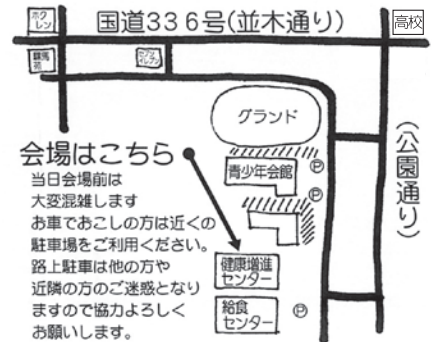 ホクレン
国道336号(並木通り)
高校
セブンイレブン
グランド
(公園通り)
会場はこちら
青少年会館
P
P
当日会場前は
大変混雑します
お車でおこしの方は近くの
駐車場をご利用ください。
路上駐車は他の方や
近隣の方のご迷惑となり
ますので協力よろしく
お願いします。
健康増進
センター
給食
センター
P